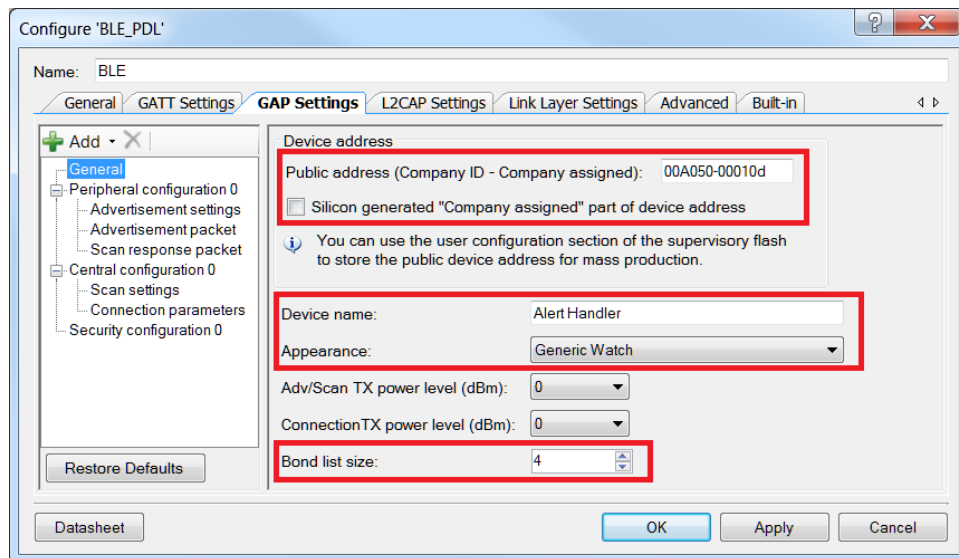 Configure 'BLE_PDL'
Name: BLE
General GATT Settings GAP Settings L2CAP Settings Link Layer Settings Advanced Built-in
Add
General
Peripheral configuration 0
Advertisement settings
Advertisement packet
Scan response packet
Central configuration 0
Scan settings
Connection parameters
Security configuration 0
Restore Defaults
Device address
Public address (Company ID - Company assigned): 00A050-00010d
Silicon generated "Company assigned" part of device address
You can use the user configuration section of the supervisory flash
to store the public device address for mass production.
Device name: Alert Handler
Appearance: Generic Watch
Adv/Scan TX power level (dBm): 0
ConnectionTX power level (dBm): 0
Bond list size: 4
Datasheet OK Apply Cancel